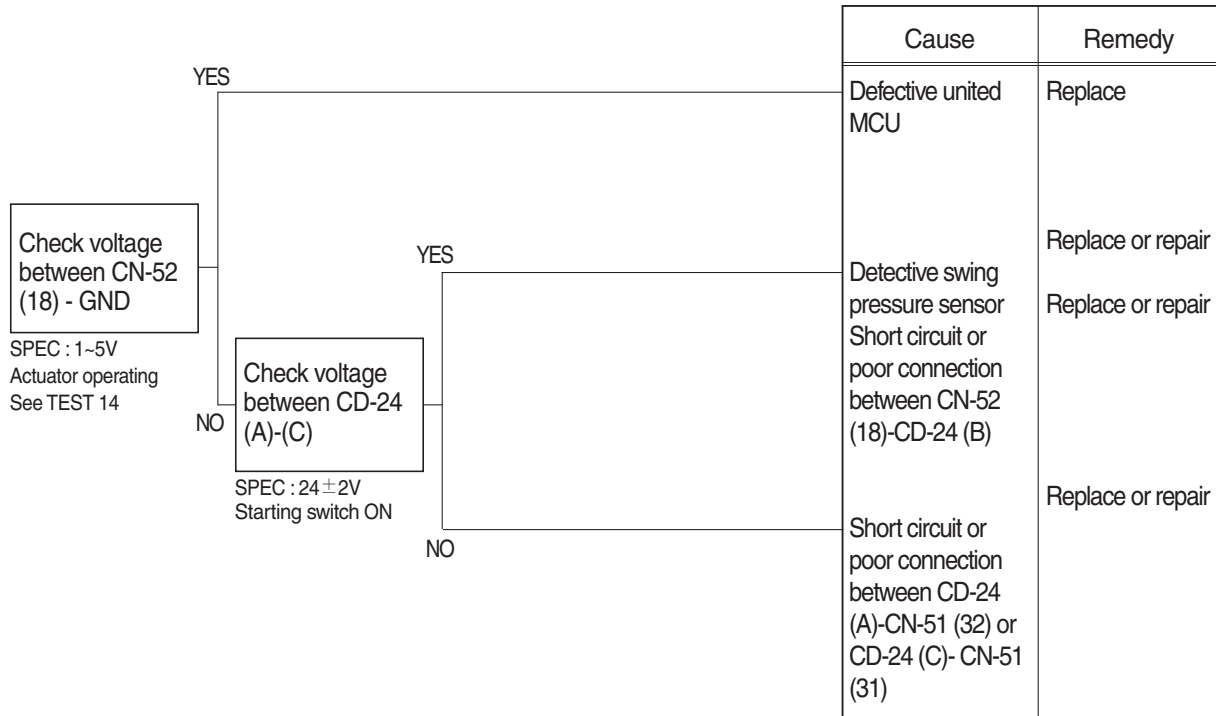 Cause
Remedy
YES
Defective united
MCU
Replace
Check voltage
between CN-52
(18) - GND
SPEC : 1~5V
Actuator operating
See TEST 14
NO
Check voltage
between CD-24
(A)-(C)
SPEC : 24±2V
Starting switch ON
YES
Detective swing
pressure sensor
Short circuit or
poor connection
between CN-52
(18)-CD-24 (B)
Replace or repair
Replace or repair
NO
Short circuit or
poor connection
between CD-24
(A)-CN-51 (32) or
CD-24 (C)- CN-51
(31)
Replace or repair